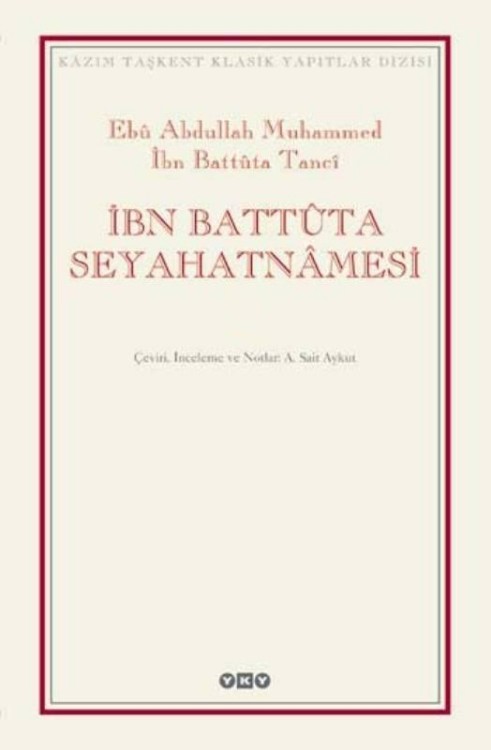 KÂZIM TAŞKENT KLASİK YAPITLAR DİZİSİ
Ebû Abdullah Muhammed
İbn Battûta Tancî
İBN BATTÛTA
SEYAHATNÂMESİ
Çeviri, İnceleme ve Notlar: A. Sait Aykut
YKY